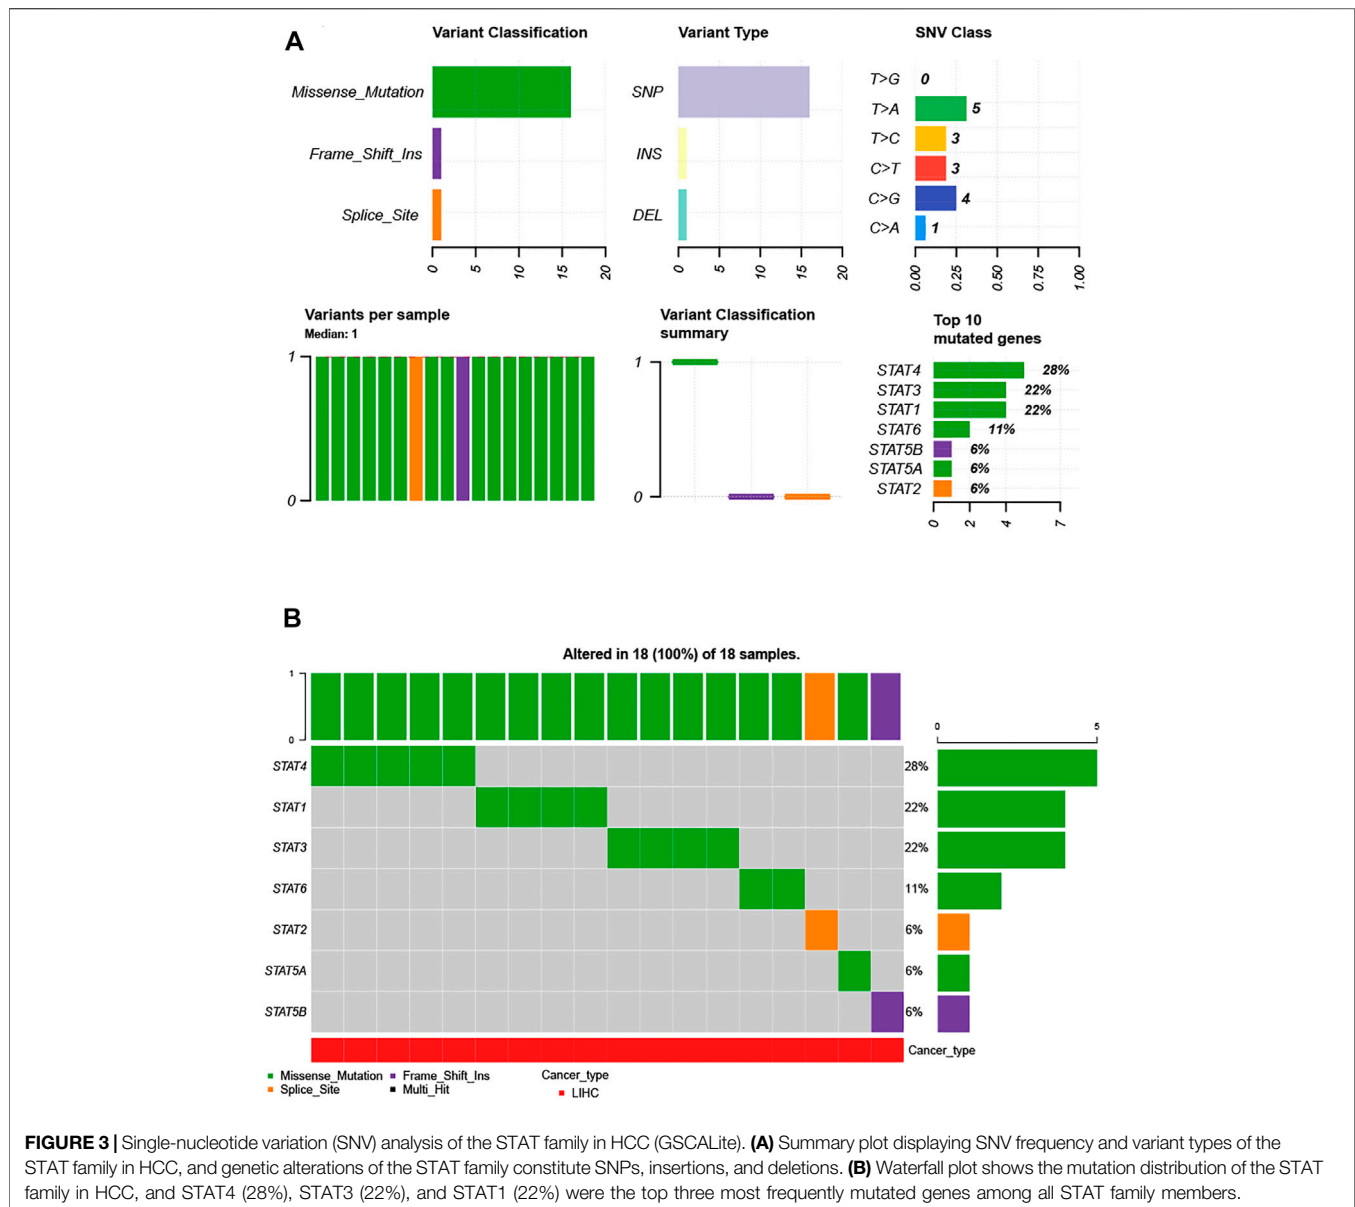 A
Variant Classification
Missense_Mutation
Frame_Shift_Ins
Splice_Site
0 5 10 15 20
Variant Type
SNP
INS
DEL
0 5 10 15 20
SNV Class
T>G 0
T>A 5
T>C 3
C>T 3
C>G 4
C>A 1
0.00 0.25 0.50 0.75 1.00
Variants per sample
Median: 1
1
0
Variant Classification
summary
1
0
Top 10
mutated genes
STAT4 28%
STAT3 22%
STAT1 22%
STAT6 11%
STAT5B 6%
STAT5A 6%
STAT2 6%
0 2 4 7
B
Altered in 18 (100%) of 18 samples.
1
0
0 5
STAT4 28%
STAT1 22%
STAT3 22%
STAT6 11%
STAT2 6%
STAT5A 6%
STAT5B 6%
Cancer_type
Missense_Mutation Frame_Shift_Ins Cancer_type
Splice_Site Multi_Hit LIHC
FIGURE 3 | Single-nucleotide variation (SNV) analysis of the STAT family in HCC (GSCALite). (A) Summary plot displaying SNV frequency and variant types of the
STAT family in HCC, and genetic alterations of the STAT family constitute SNPs, insertions, and deletions. (B) Waterfall plot shows the mutation distribution of the STAT
family in HCC, and STAT4 (28%), STAT3 (22%), and STAT1 (22%) were the top three most frequently mutated genes among all STAT family members.